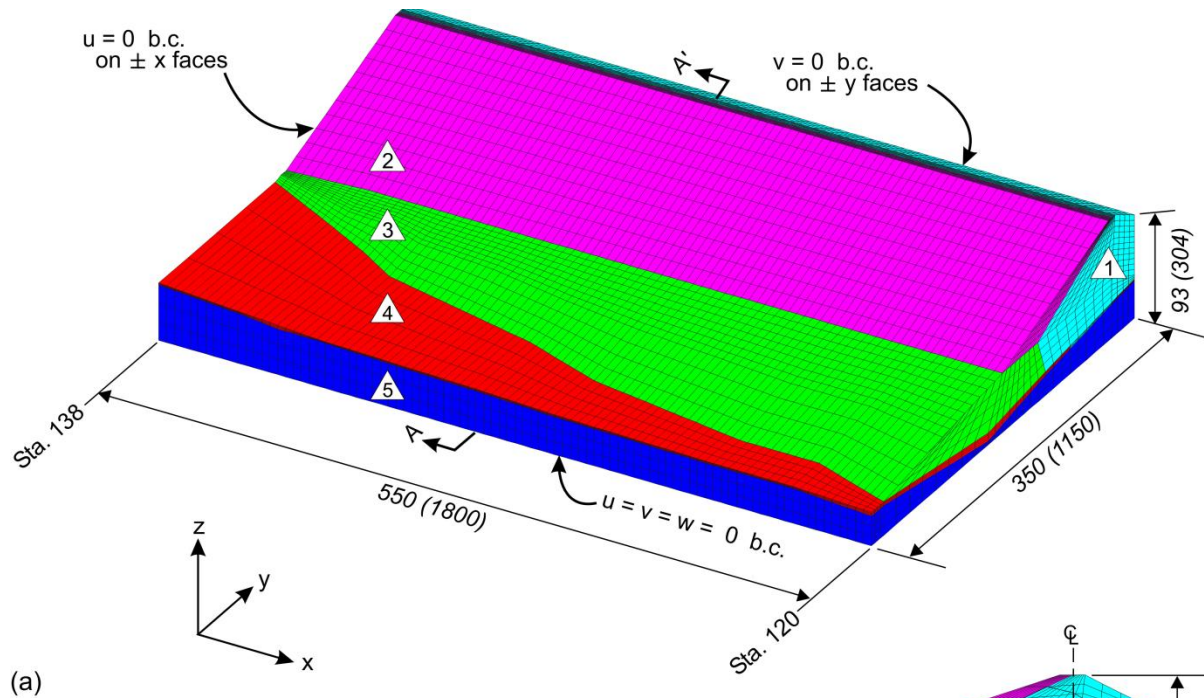 u = 0 b.c.
on ± x faces
A'
v = 0 b.c.
on ± y faces
2
3
1
4
5
93 (304)
350 (1150)
Sta. 138
A
550 (1800)
u = v = w = 0 b.c.
Sta. 120
z
y
x
(a)
℄